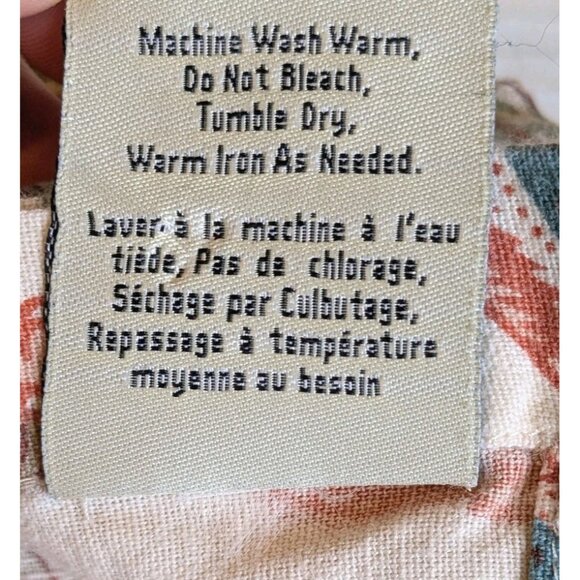 Machine Wash Warm,
Do Not Bleach,
Tumble Dry,
Warm Iron As Needed.
Laver à la machine à l'eau
tiède, Pas de chlorage,
Séchage par Culbutage,
Repassage à température
moyenne au besoin